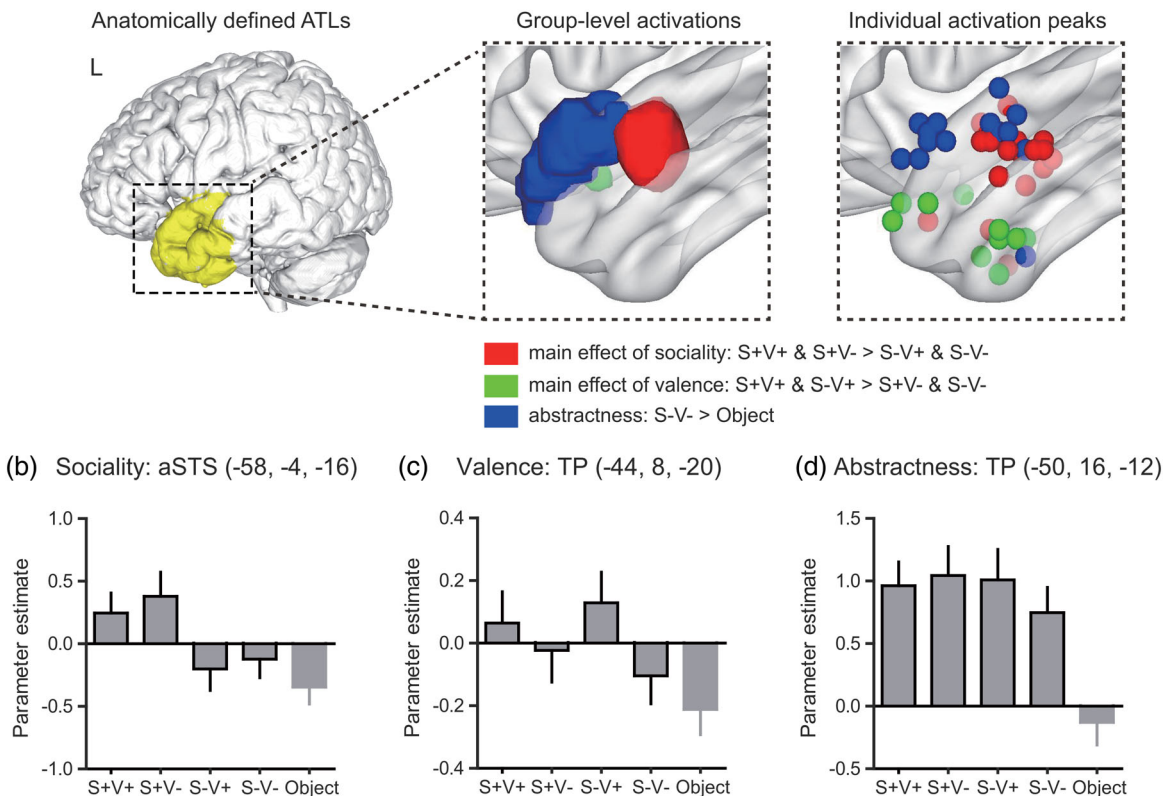 Anatomically defined ATLs
Group-level activations
Individual activation peaks
L
main effect of sociality: S+V+ & S+V- > S-V+ & S-V-
main effect of valence: S+V+ & S-V+ > S+V- & S-V-
abstractness: S-V- > Object
(b) Sociality: aSTS (-58, -4, -16)
Parameter estimate
1.0
0.5
0.0
-0.5
-1.0
S+V+ S+V- S-V+ S-V- Object
(c) Valence: TP (-44, 8, -20)
Parameter estimate
0.4
0.2
0.0
-0.2
-0.4
S+V+ S+V- S-V+ S-V- Object
(d) Abstractness: TP (-50, 16, -12)
Parameter estimate
1.5
1.0
0.5
0.0
-0.5
S+V+ S+V- S-V+ S-V- Object